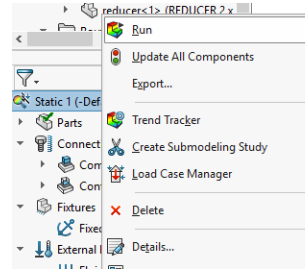 reducer<1> (REDUCER 2 x
Run
Update All Components
Export...
Static 1 (-Def
Parts
Trend Tracker
Connect
Create Submodeling Study
Com
Load Case Manager
Con
Fixtures
Delete
Fixed
External
Details...